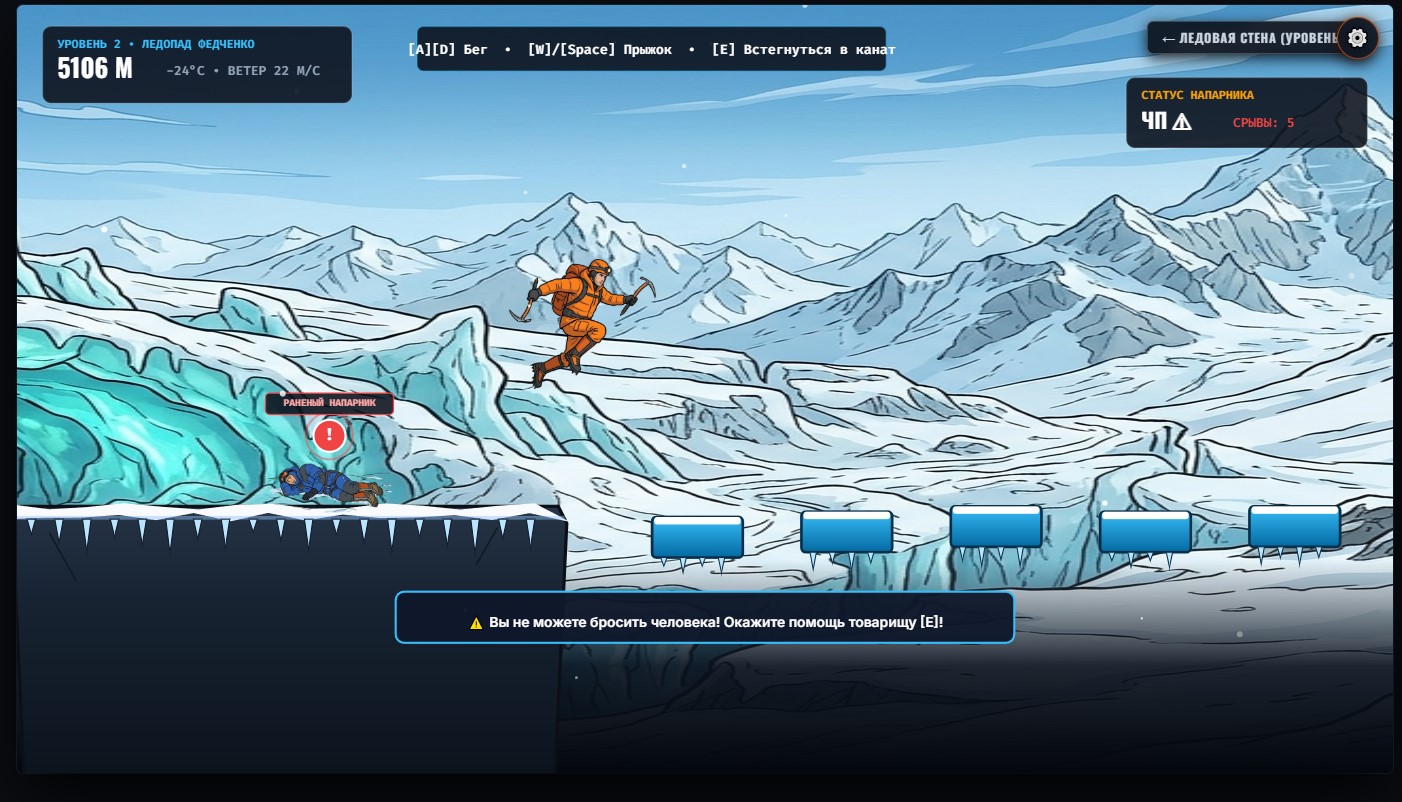 УРОВЕНЬ 2 • ЛЕДОПАД ФЕДЧЕНКО
5106 М
−24°C • ВЕТЕР 22 М/С
[A][D] Бег • [W]/[Space] Прыжок • [E] Встегнуться в канат
← ЛЕДОВАЯ СТЕНА (УРОВЕНЬ
СТАТУС НАПАРНИКА
ЧП ⚠
СРЫВЫ: 5
РАНЕНЫЙ НАПАРНИК
!
⚠ Вы не можете бросить человека! Окажите помощь товарищу [E]!